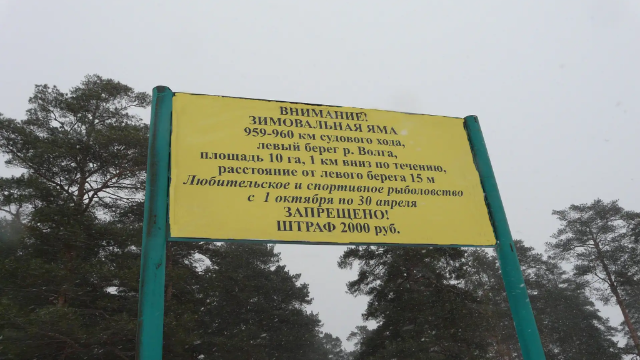 ВНИМАНИЕ!
ЗИМОВАЛЬНАЯ ЯМА
959-960 км судового хода,
левый берег р. Волга,
площадь 10 га, 1 км вниз по течению,
расстояние от левого берега 15 м
Любительское и спортивное рыболовство
с 1 октября по 30 апреля
ЗАПРЕЩЕНО!
ШТРАФ 2000 руб.